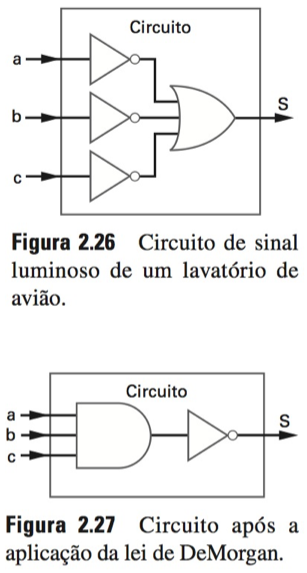 Circuito
a
b
c
S
Figura 2.26 Circuito de sinal
luminoso de um lavatório de
avião.
Circuito
a
b
c
S
Figura 2.27 Circuito após a
aplicação da lei de DeMorgan.